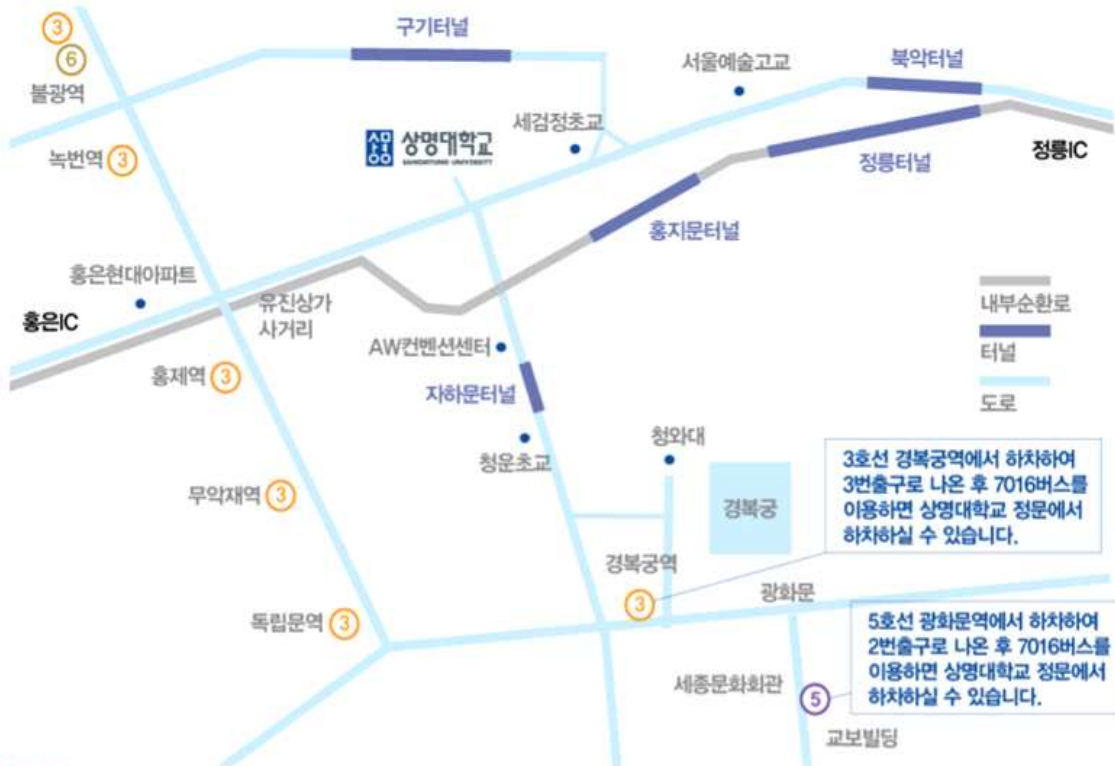 3
6
불광역
구기터널
서울예술고교
북악터널
녹번역 3
상명대학교
SANGMYUNG UNIVERSITY
세검정초교
정릉터널
정릉IC
홍지문터널
홍은현대아파트
홍은IC
유진상가
사거리
내부순환로
AW컨벤션센터
터널
홍제역 3
자하문터널
도로
청운초교
청와대
3호선 경복궁역에서 하차하여
3번출구로 나온 후 7016버스를
이용하면 상명대학교 정문에서
하차하실 수 있습니다.
무악재역 3
경복궁
경복궁역
3
광화문
독립문역 3
5호선 광화문역에서 하차하여
2번출구로 나온 후 7016버스를
이용하면 상명대학교 정문에서
하차하실 수 있습니다.
세종문화회관
5
교보빌딩